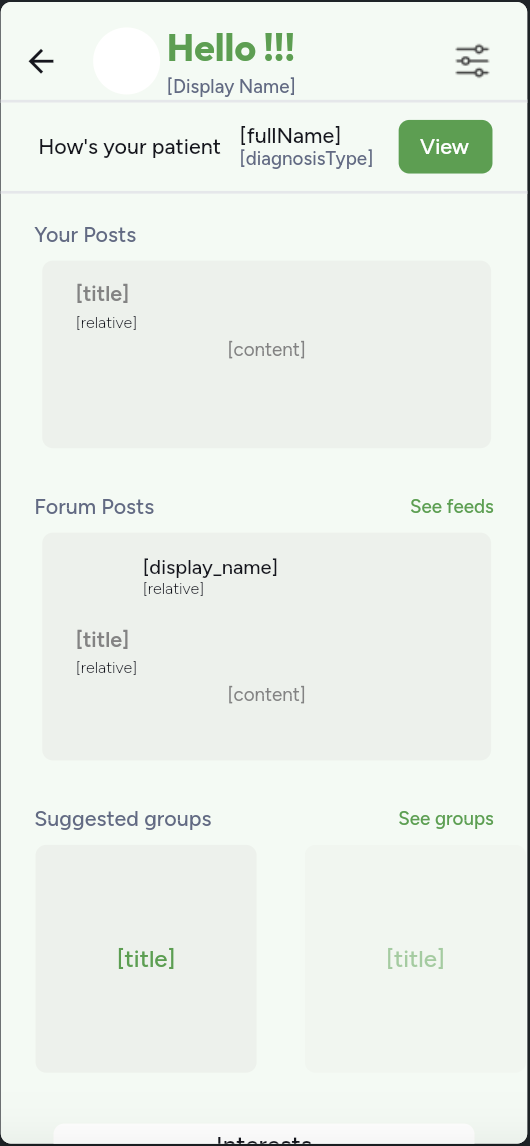 Hello !!!
[Display Name]
How's your patient
[fullName]
[diagnosisType]
View
Your Posts
[title]
[relative]
[content]
Forum Posts
See feeds
[display_name]
[relative]
[title]
[relative]
[content]
Suggested groups
See groups
[title]
[title]
Interests